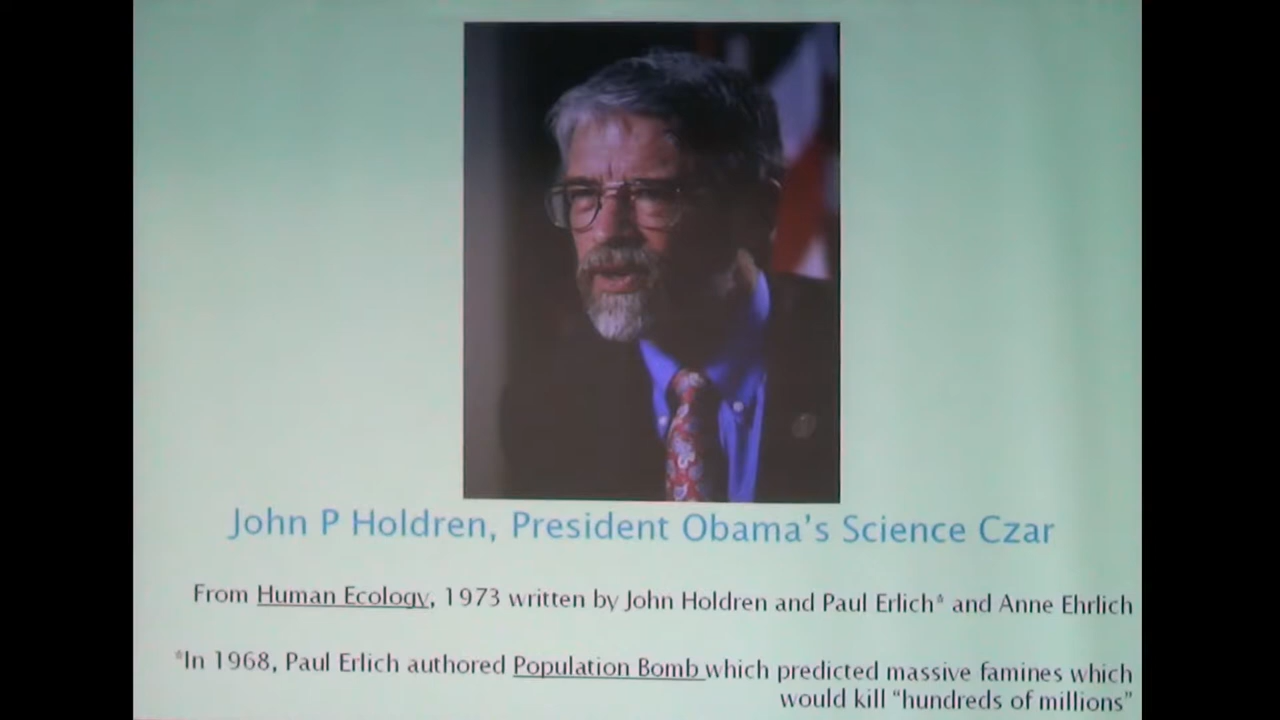 John P Holdren, President Obama's Science Czar
From Human Ecology, 1973 written by John Holdren and Paul Erlich* and Anne Ehrlich
*In 1968, Paul Erlich authored Population Bomb which predicted massive famines which
would kill "hundreds of millions"